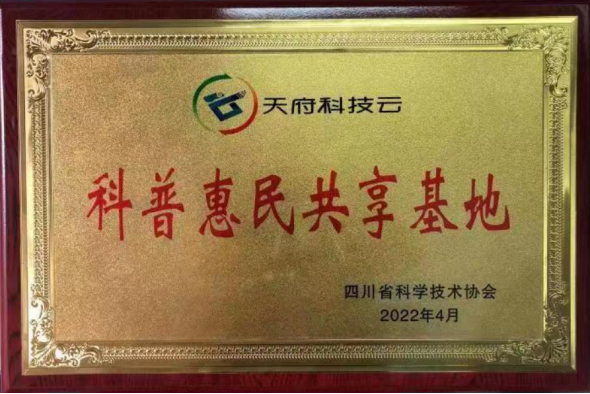 天府科技云
科普惠民共享基地
四川省科学技术协会
2022年4月